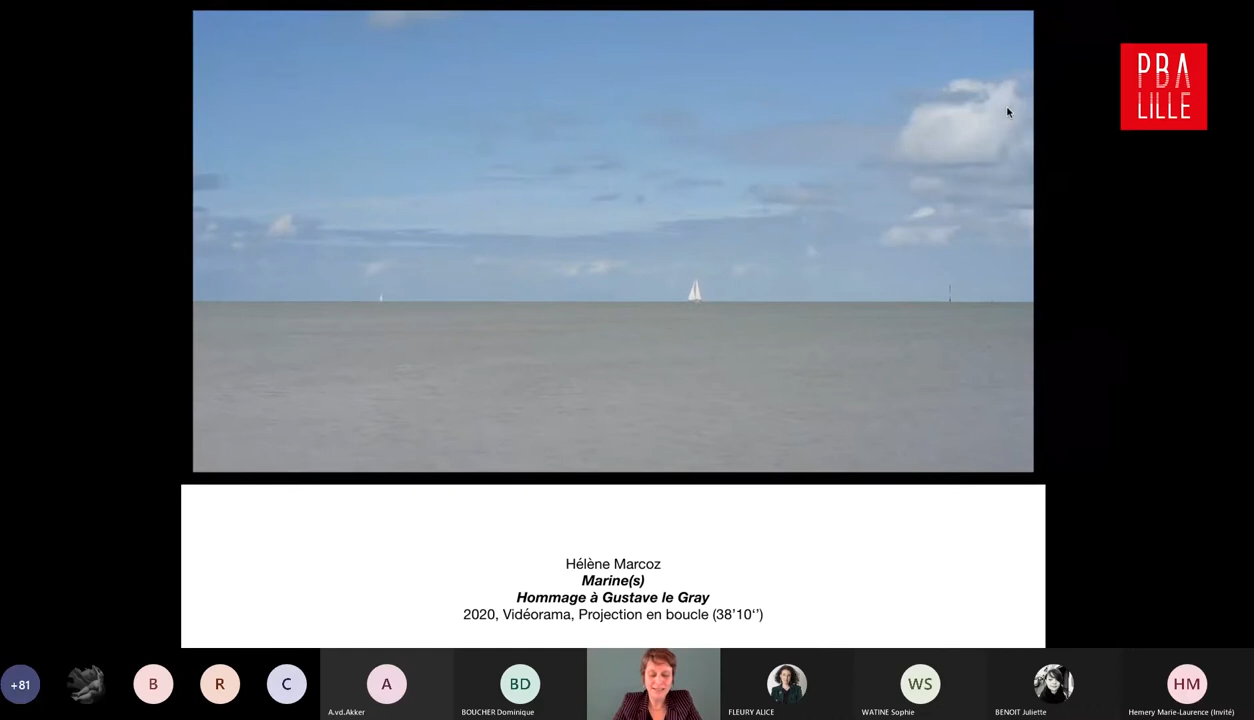 PBA
LILLE
Hélène Marcoz
Marine(s)
Hommage à Gustave le Gray
2020, Vidéorama, Projection en boucle (38’10‘’)
+81
B
R
C
A
BD
WS
HM
A.vd.Akker
BOUCHER Dominique
FLEURY ALICE
WATINE Sophie
BENOIT Juliette
Hemery Marie-Laurence (Invité)